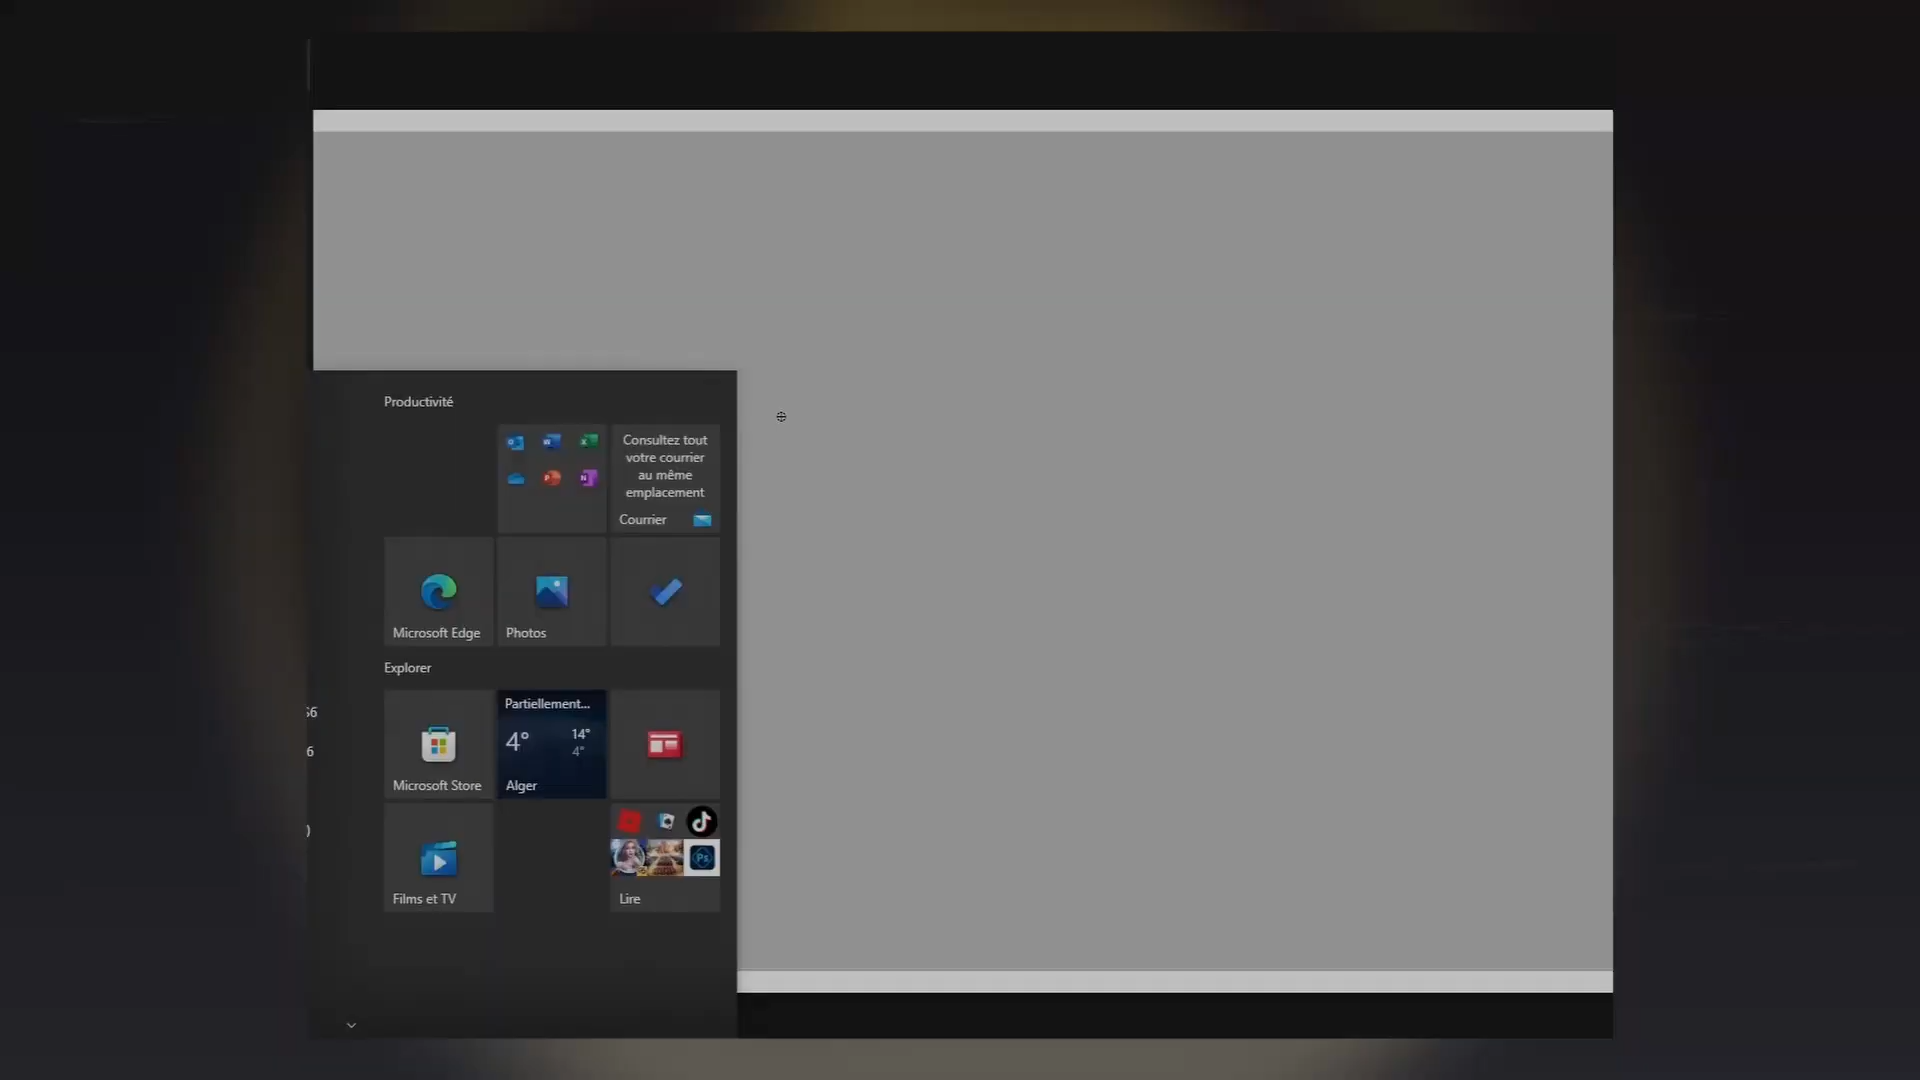 Productivité
Consultez tout
votre courrier
au même
emplacement
Courrier
Microsoft Edge
Photos
Explorer
Partiellement...
4°
14°
4°
Microsoft Store
Alger
Ps
Films et TV
Lire